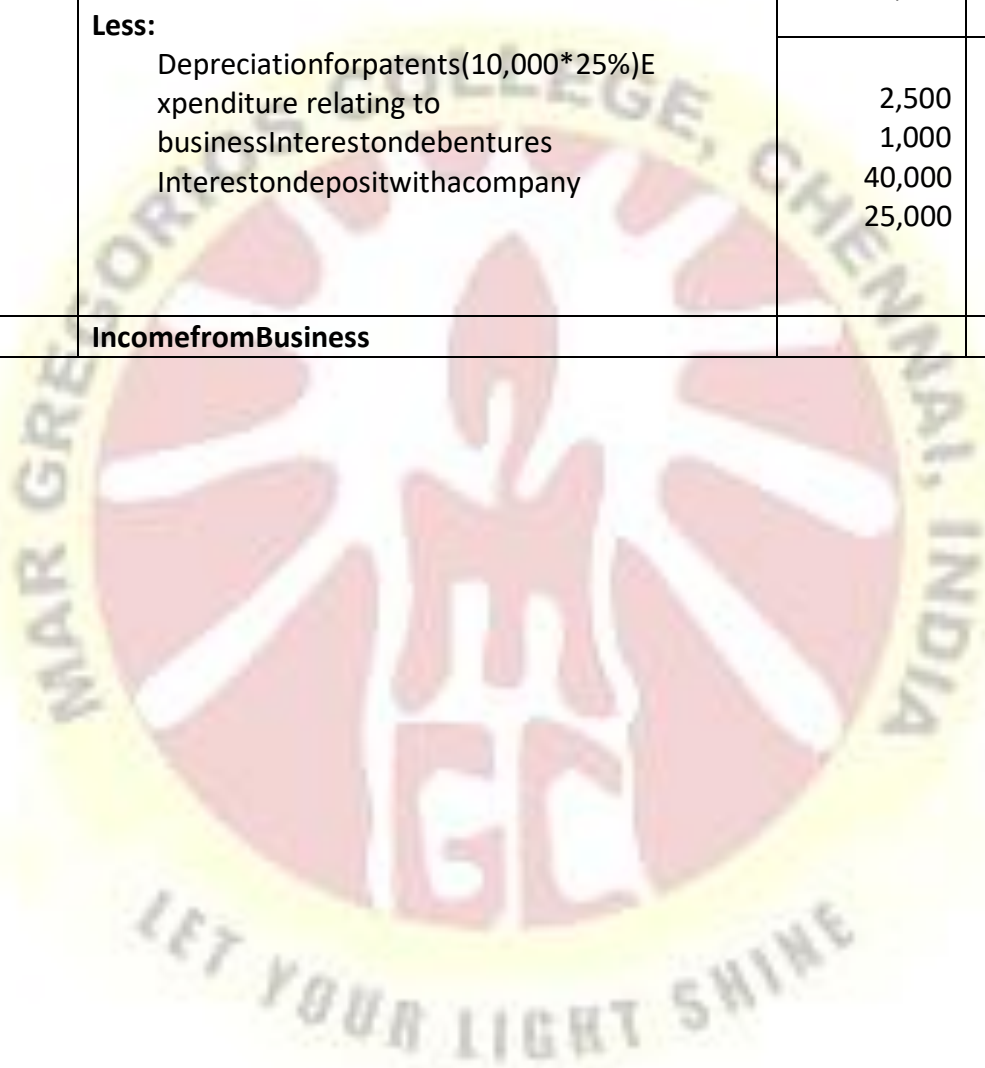 Less:
Depreciationforpatents(10,000*25%)E
xpenditure relating to
businessInterestondebentures
Interestondepositwithacompany
2,500
1,000
40,000
25,000
IncomefromBusiness
MAR GREGORIOS COLLEGE, CHENNAI, INDIA
MGC
LET YOUR LIGHT SHINE